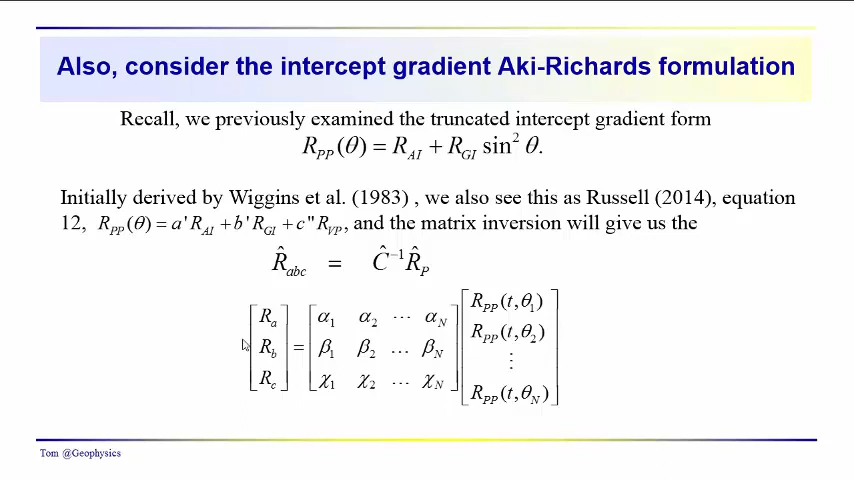 Also, consider the intercept gradient Aki-Richards formulation
Recall, we previously examined the truncated intercept gradient form
R_PP(θ) = R_AI + R_GI sin² θ.
Initially derived by Wiggins et al. (1983) , we also see this as Russell (2014), equation
12, R_PP(θ) = a'R_AI + b'R_GI + c"R_VP, and the matrix inversion will give us the
R̂_abc = Ĉ⁻¹R̂_P
[R_a] = [α₁ α₂ ⋯ α_N] [R_PP(t,θ₁)]
[R_b] [β₁ β₂ … β_N] [R_PP(t,θ₂)]
[R_c] [χ₁ χ₂ … χ_N] [⋮]
[R_PP(t,θ_N)]
Tom @Geophysics